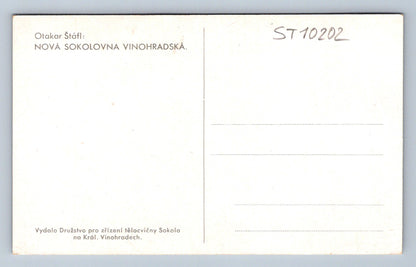 Otakar Štáfl:
NOVÁ SOKOLOVNA VINOHRADSKÁ.
ST10202
Vydalo Družstvo pro zřízení tělocvičny Sokola
na Král. Vinohradech.